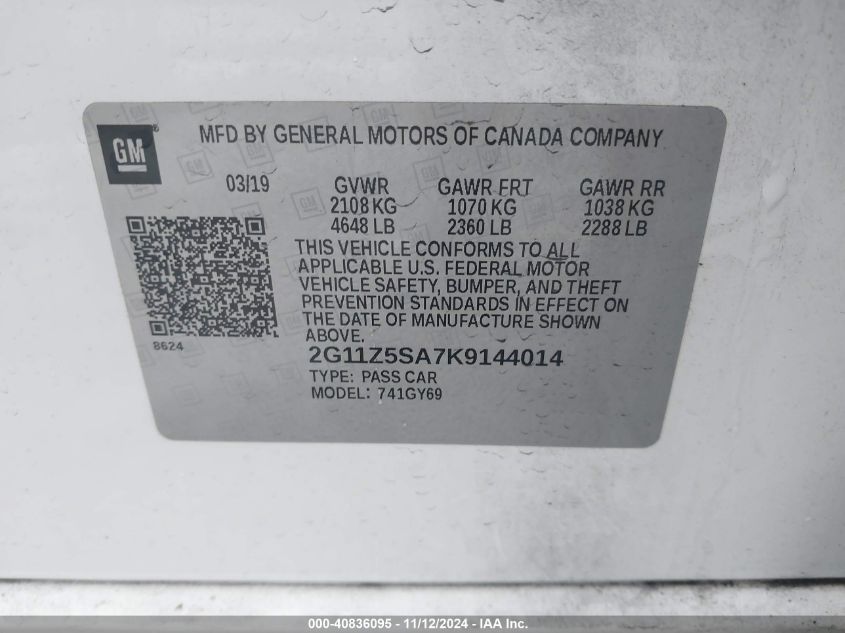 GM
MFD BY GENERAL MOTORS OF CANADA COMPANY
03/19 GVWR GAWR FRT GAWR RR
2108 KG 1070 KG 1038 KG
4648 LB 2360 LB 2288 LB
THIS VEHICLE CONFORMS TO ALL
APPLICABLE U.S. FEDERAL MOTOR
VEHICLE SAFETY, BUMPER, AND THEFT
PREVENTION STANDARDS IN EFFECT ON
THE DATE OF MANUFACTURE SHOWN
ABOVE.
8624
2G11Z5SA7K9144014
TYPE: PASS CAR
MODEL: 741GY69
000-40836095 - 11/12/2024 - IAA Inc.